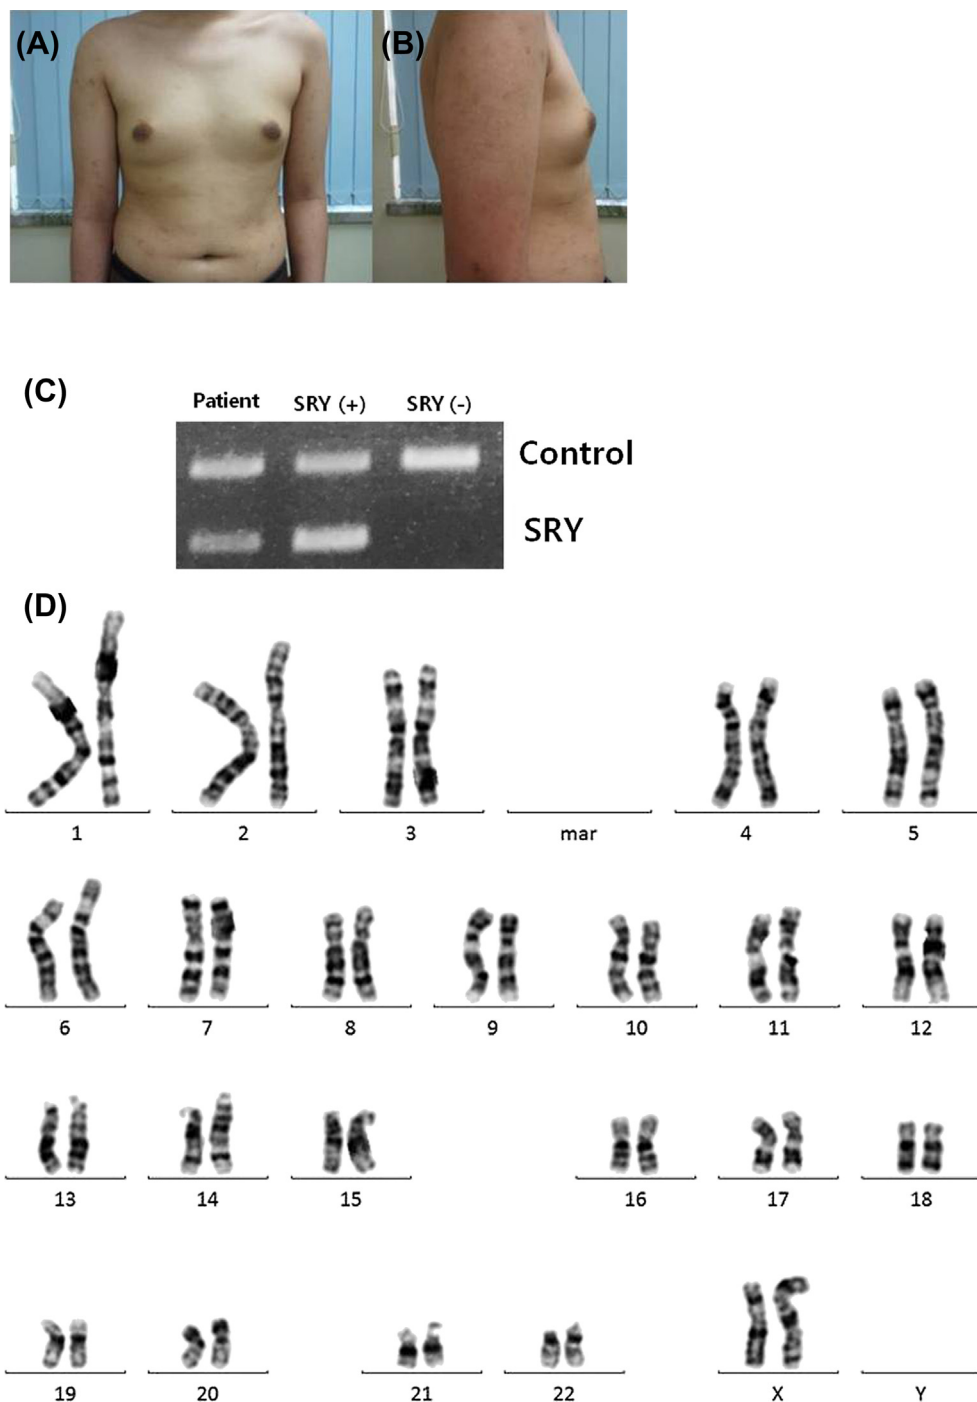 (A) (B)
(C)
Patient SRY (+) SRY (-)
Control
SRY
(D)
1 2 3 mar 4 5
6 7 8 9 10 11 12
13 14 15 16 17 18
19 20 21 22 X Y